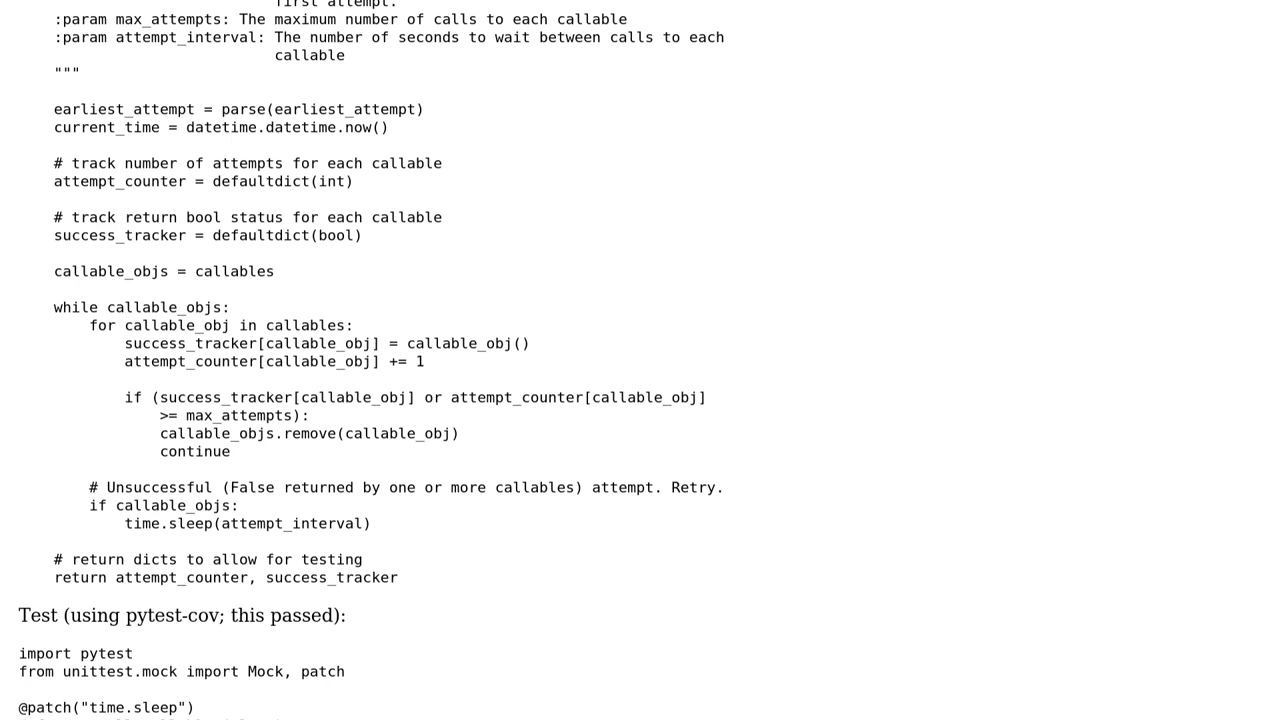 first attempt.
:param max_attempts: The maximum number of calls to each callable
:param attempt_interval: The number of seconds to wait between calls to each
callable
"""
earliest_attempt = parse(earliest_attempt)
current_time = datetime.datetime.now()
# track number of attempts for each callable
attempt_counter = defaultdict(int)
# track return bool status for each callable
success_tracker = defaultdict(bool)
callable_objs = callables
while callable_objs:
for callable_obj in callables:
success_tracker[callable_obj] = callable_obj()
attempt_counter[callable_obj] += 1
if (success_tracker[callable_obj] or attempt_counter[callable_obj]
>= max_attempts):
callable_objs.remove(callable_obj)
continue
# Unsuccessful (False returned by one or more callables) attempt. Retry.
if callable_objs:
time.sleep(attempt_interval)
# return dicts to allow for testing
return attempt_counter, success_tracker
Test (using pytest-cov; this passed):
import pytest
from unittest.mock import Mock, patch
@patch("time.sleep")